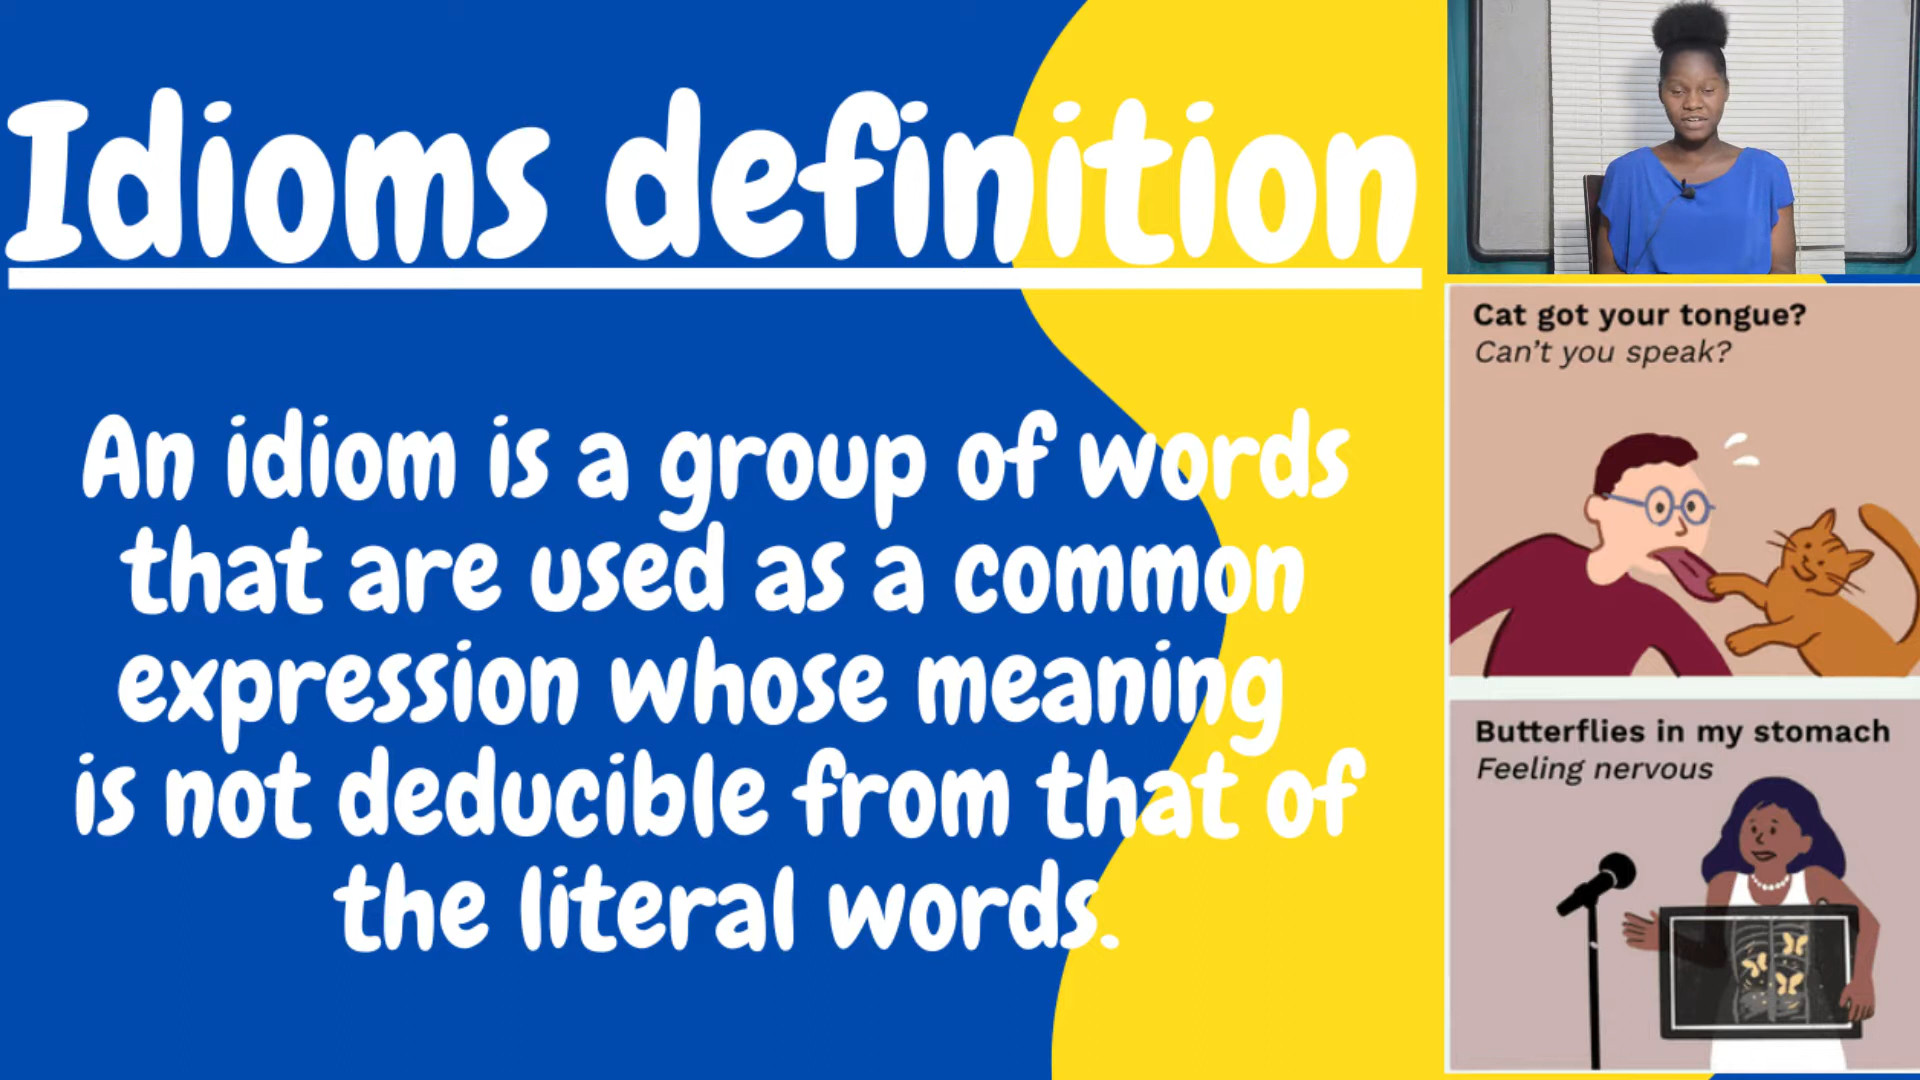 Idioms definition
An idiom is a group of words
that are used as a common
expression whose meaning
is not deducible from that of
the literal words.
Cat got your tongue?
Can't you speak?
Butterflies in my stomach
Feeling nervous